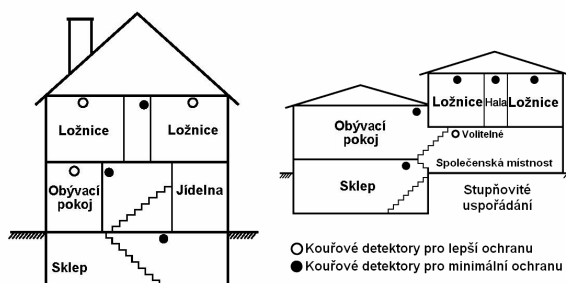 Ložnice
Ložnice
Obývací
pokoj
Jídelna
Sklep
Ložnice
Hala
Ložnice
Obývací
pokoj
Volitelné
Společenská místnost
Sklep
Stupňovité
uspořádání
Kouřové detektory pro lepší ochranu
Kouřové detektory pro minimální ochranu